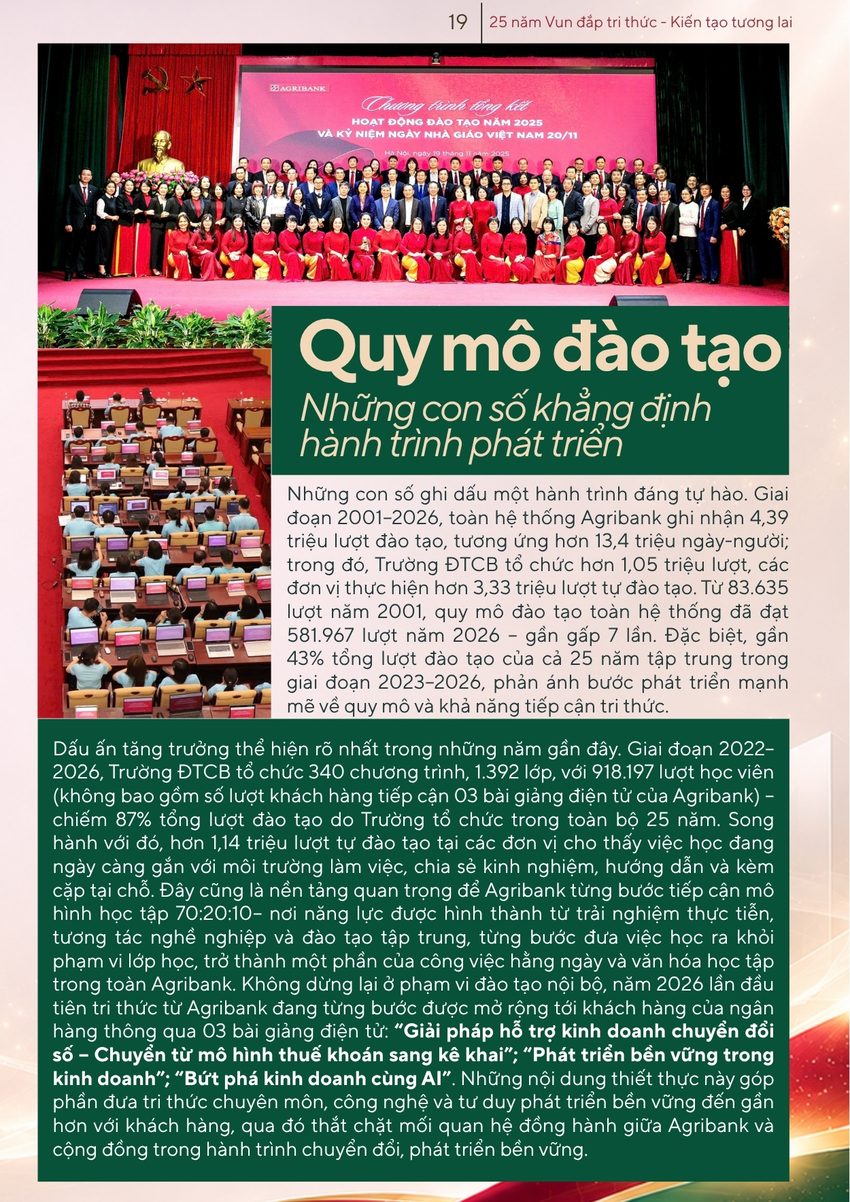 19
25 năm Vun đắp tri thức - Kiến tạo tương lai
AGRIBANK
Chương trình tổng kết
HOẠT ĐỘNG ĐÀO TẠO NĂM 2025
VÀ KỶ NIỆM NGÀY NHÀ GIÁO VIỆT NAM 20/11
Hà Nội, ngày 19 tháng 11 năm 2025
Quy mô đào tạo
Những con số khẳng định
hành trình phát triển
Những con số ghi dấu một hành trình đáng tự hào. Giai
đoạn 2001–2026, toàn hệ thống Agribank ghi nhận 4,39
triệu lượt đào tạo, tương ứng hơn 13,4 triệu ngày-người;
trong đó, Trường ĐTCB tổ chức hơn 1,05 triệu lượt, các
đơn vị thực hiện hơn 3,33 triệu lượt tự đào tạo. Từ 83.635
lượt năm 2001, quy mô đào tạo toàn hệ thống đã đạt
581.967 lượt năm 2026 – gần gấp 7 lần. Đặc biệt, gần
43% tổng lượt đào tạo của cả 25 năm tập trung trong
giai đoạn 2023–2026, phản ánh bước phát triển mạnh
mẽ về quy mô và khả năng tiếp cận tri thức.
Dấu ấn tăng trưởng thể hiện rõ nhất trong những năm gần đây. Giai đoạn 2022–
2026, Trường ĐTCB tổ chức 340 chương trình, 1.392 lớp, với 918.197 lượt học viên
(không bao gồm số lượt khách hàng tiếp cận 03 bài giảng điện tử của Agribank) –
chiếm 87% tổng lượt đào tạo do Trường tổ chức trong toàn bộ 25 năm. Song
hành với đó, hơn 1,14 triệu lượt tự đào tạo tại các đơn vị cho thấy việc học đang
ngày càng gắn với môi trường làm việc, chia sẻ kinh nghiệm, hướng dẫn và kèm
cặp tại chỗ. Đây cũng là nền tảng quan trọng để Agribank từng bước tiếp cận mô
hình học tập 70:20:10– nơi năng lực được hình thành từ trải nghiệm thực tiễn,
tương tác nghề nghiệp và đào tạo tập trung, từng bước đưa việc học ra khỏi
phạm vi lớp học, trở thành một phần của công việc hằng ngày và văn hóa học tập
trong toàn Agribank. Không dừng lại ở phạm vi đào tạo nội bộ, năm 2026 lần đầu
tiên tri thức từ Agribank đang từng bước được mở rộng tới khách hàng của ngân
hàng thông qua 03 bài giảng điện tử: “Giải pháp hỗ trợ kinh doanh chuyển đổi
số – Chuyển từ mô hình thuế khoán sang kê khai”; “Phát triển bền vững trong
kinh doanh”; “Bứt phá kinh doanh cùng AI”. Những nội dung thiết thực này góp
phần đưa tri thức chuyên môn, công nghệ và tư duy phát triển bền vững đến gần
hơn với khách hàng, qua đó thắt chặt mối quan hệ đồng hành giữa Agribank và
cộng đồng trong hành trình chuyển đổi, phát triển bền vững.